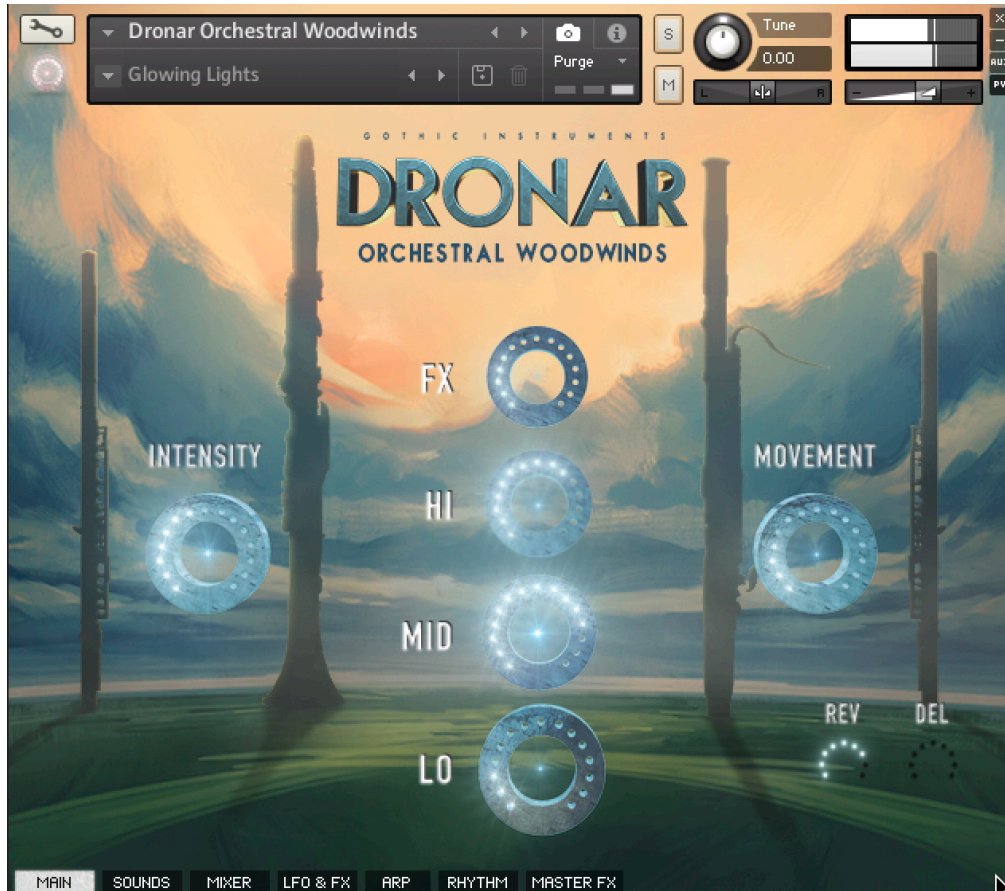 Dronar Orchestral Woodwinds
Glowing Lights
Purge
S
M
Tune
0.00
L
R
AUX
PV
GOTHIC INSTRUMENTS
DRONAR
ORCHESTRAL WOODWINDS
FX
INTENSITY
MOVEMENT
HI
MID
REV
DEL
LO
MAIN
SOUNDS
MIXER
LFO & FX
ARP
RHYTHM
MASTER FX